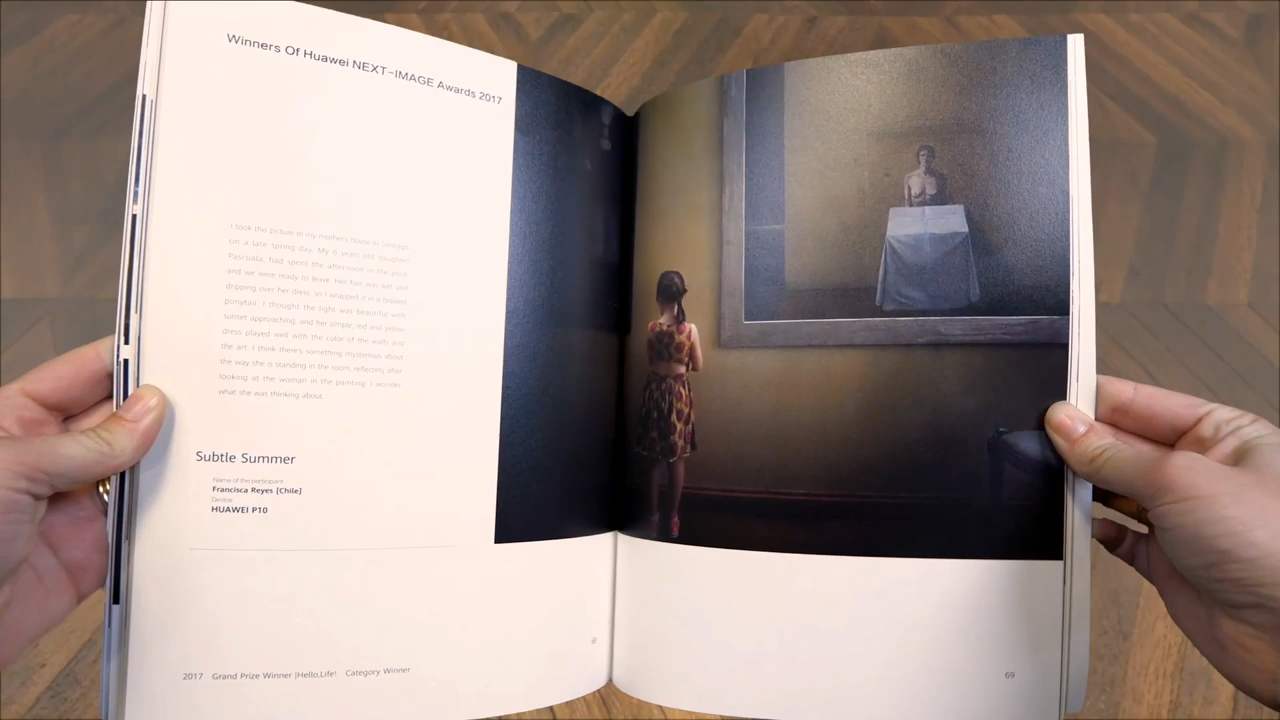 Winners Of Huawei NEXT-IMAGE Awards 2017
I took this picture in my mother's house in Santiago
on a late spring day. My 6 years old daughter
Pascuala, had spent the afternoon in the pool
and we were ready to leave. Her hair was wet and
dripping over her dress, so I wrapped it in a braided
ponytail. I thought the light was beautiful with
sunset approaching, and her simple, red and yellow
dress played well with the color of the walls and
the art. I think there's something mysterious about
the way she is standing in the room, reflecting after
looking at the woman in the painting. I wonder
what she was thinking about.
Subtle Summer
Name of the participant
Francisca Reyes [Chile]
Device
HUAWEI P10
2017 Grand Prize Winner |Hello,Life! Category Winner
69